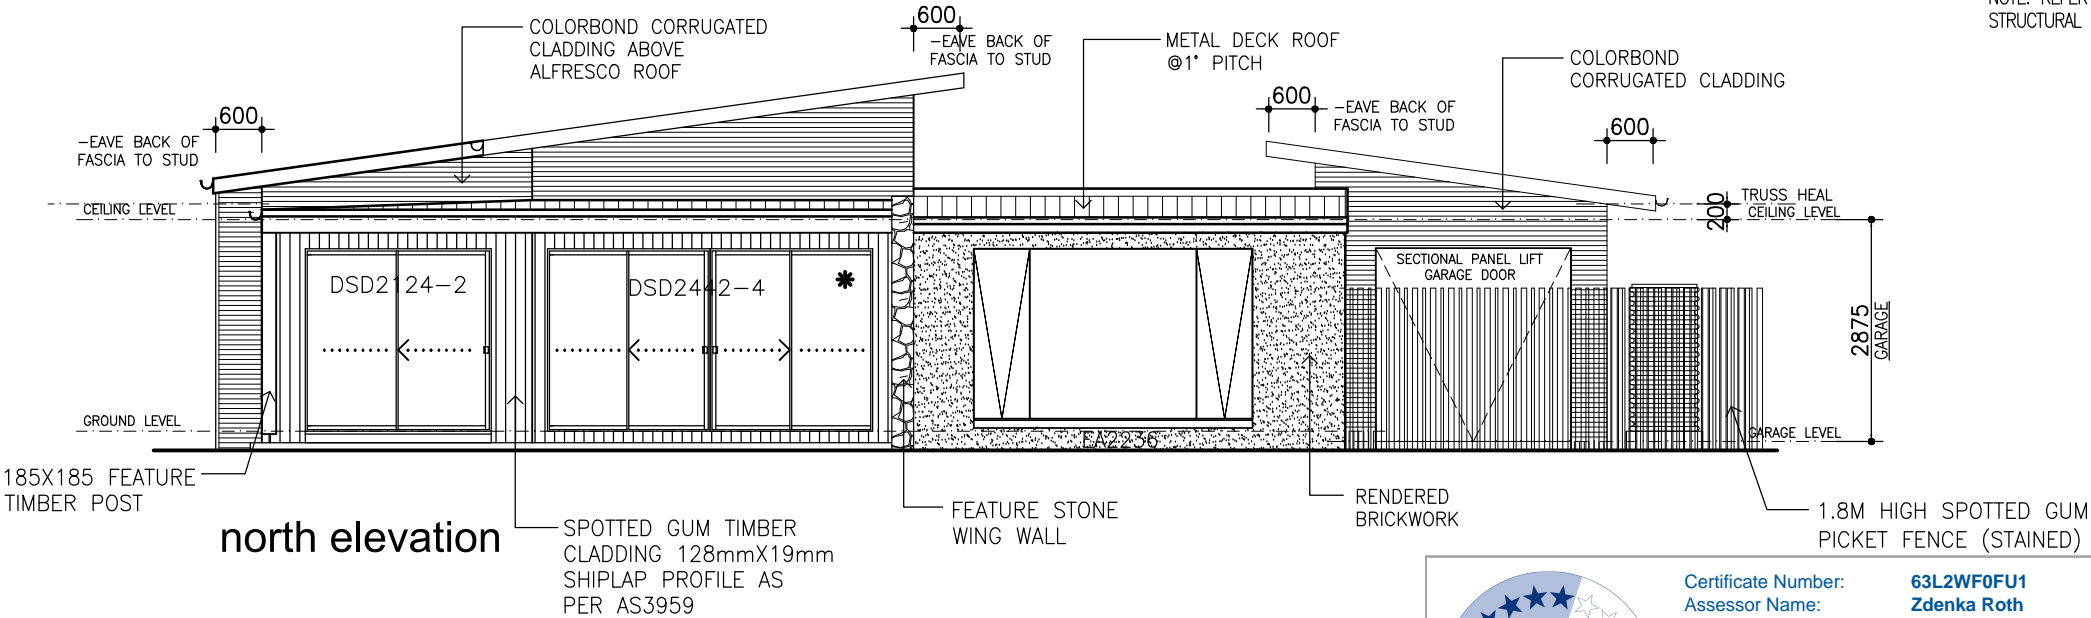 NOTE: REFER
STRUCTURAL
600
COLORBOND CORRUGATED
CLADDING ABOVE
ALFRESCO ROOF
-EAVE BACK OF
FASCIA TO STUD
METAL DECK ROOF
@1° PITCH
COLORBOND
CORRUGATED CLADDING
600
-EAVE BACK OF
FASCIA TO STUD
600
-EAVE BACK OF
FASCIA TO STUD
600
TRUSS HEAL
CEILING LEVEL
200
CEILING LEVEL
SECTIONAL PANEL LIFT
GARAGE DOOR
DSD2124-2
DSD2442-4
2875
GARAGE
GROUND LEVEL
EA2236
GARAGE LEVEL
185X185 FEATURE
TIMBER POST
north elevation
SPOTTED GUM TIMBER
CLADDING 128mmX19mm
SHIPLAP PROFILE AS
PER AS3959
FEATURE STONE
WING WALL
RENDERED
BRICKWORK
1.8M HIGH SPOTTED GUM
PICKET FENCE (STAINED)
Certificate Number: 63L2WF0FU1
Assessor Name: Zdenka Roth